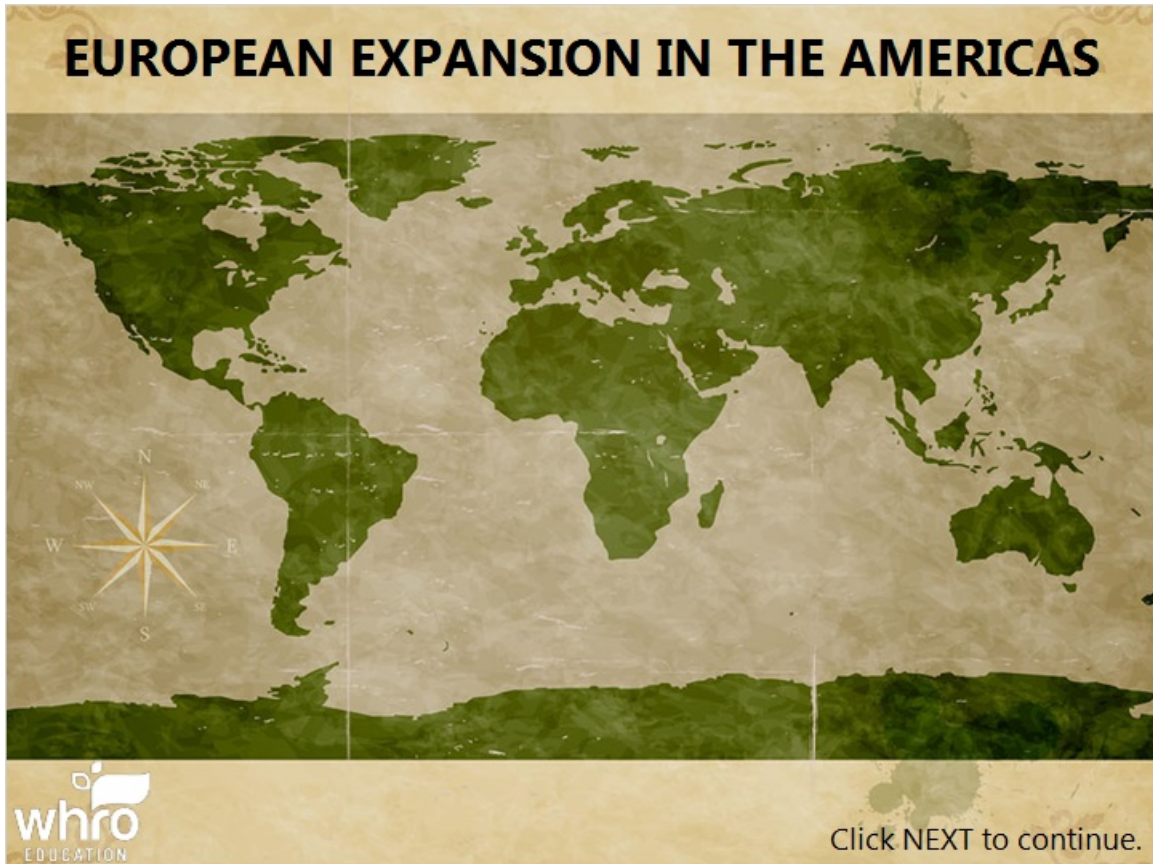 EUROPEAN EXPANSION IN THE AMERICAS
N
NW
NE
W
E
SW
SE
S
whro
EDUCATION
Click NEXT to continue.